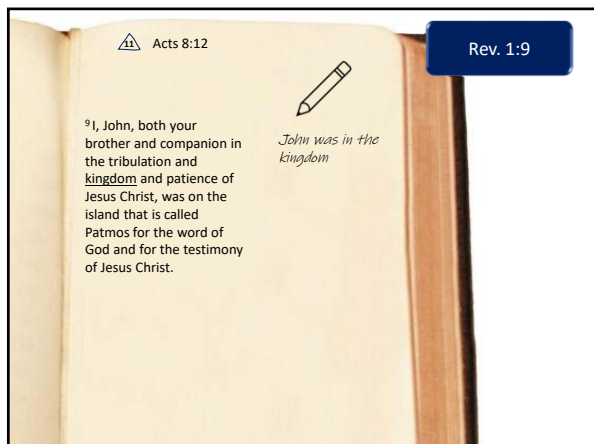 11 Acts 8:12
Rev. 1:9
9 I, John, both your
brother and companion in
the tribulation and
kingdom and patience of
Jesus Christ, was on the
island that is called
Patmos for the word of
God and for the testimony
of Jesus Christ.
John was in the
kingdom